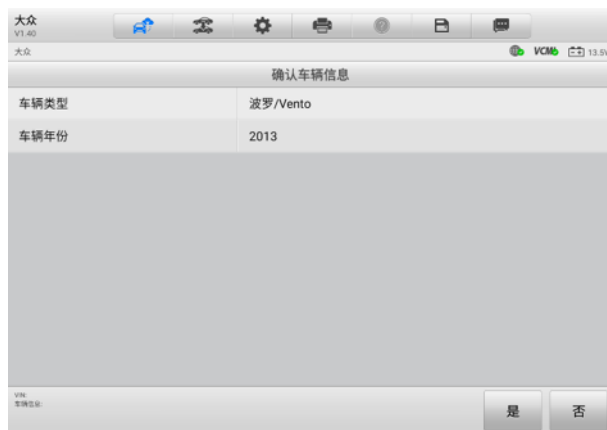 大众
V1.40
大众
VCMI 13.5V
确认车辆信息
车辆类型 波罗/Vento
车辆年份 2013
VIN:
车辆信息:
是 否